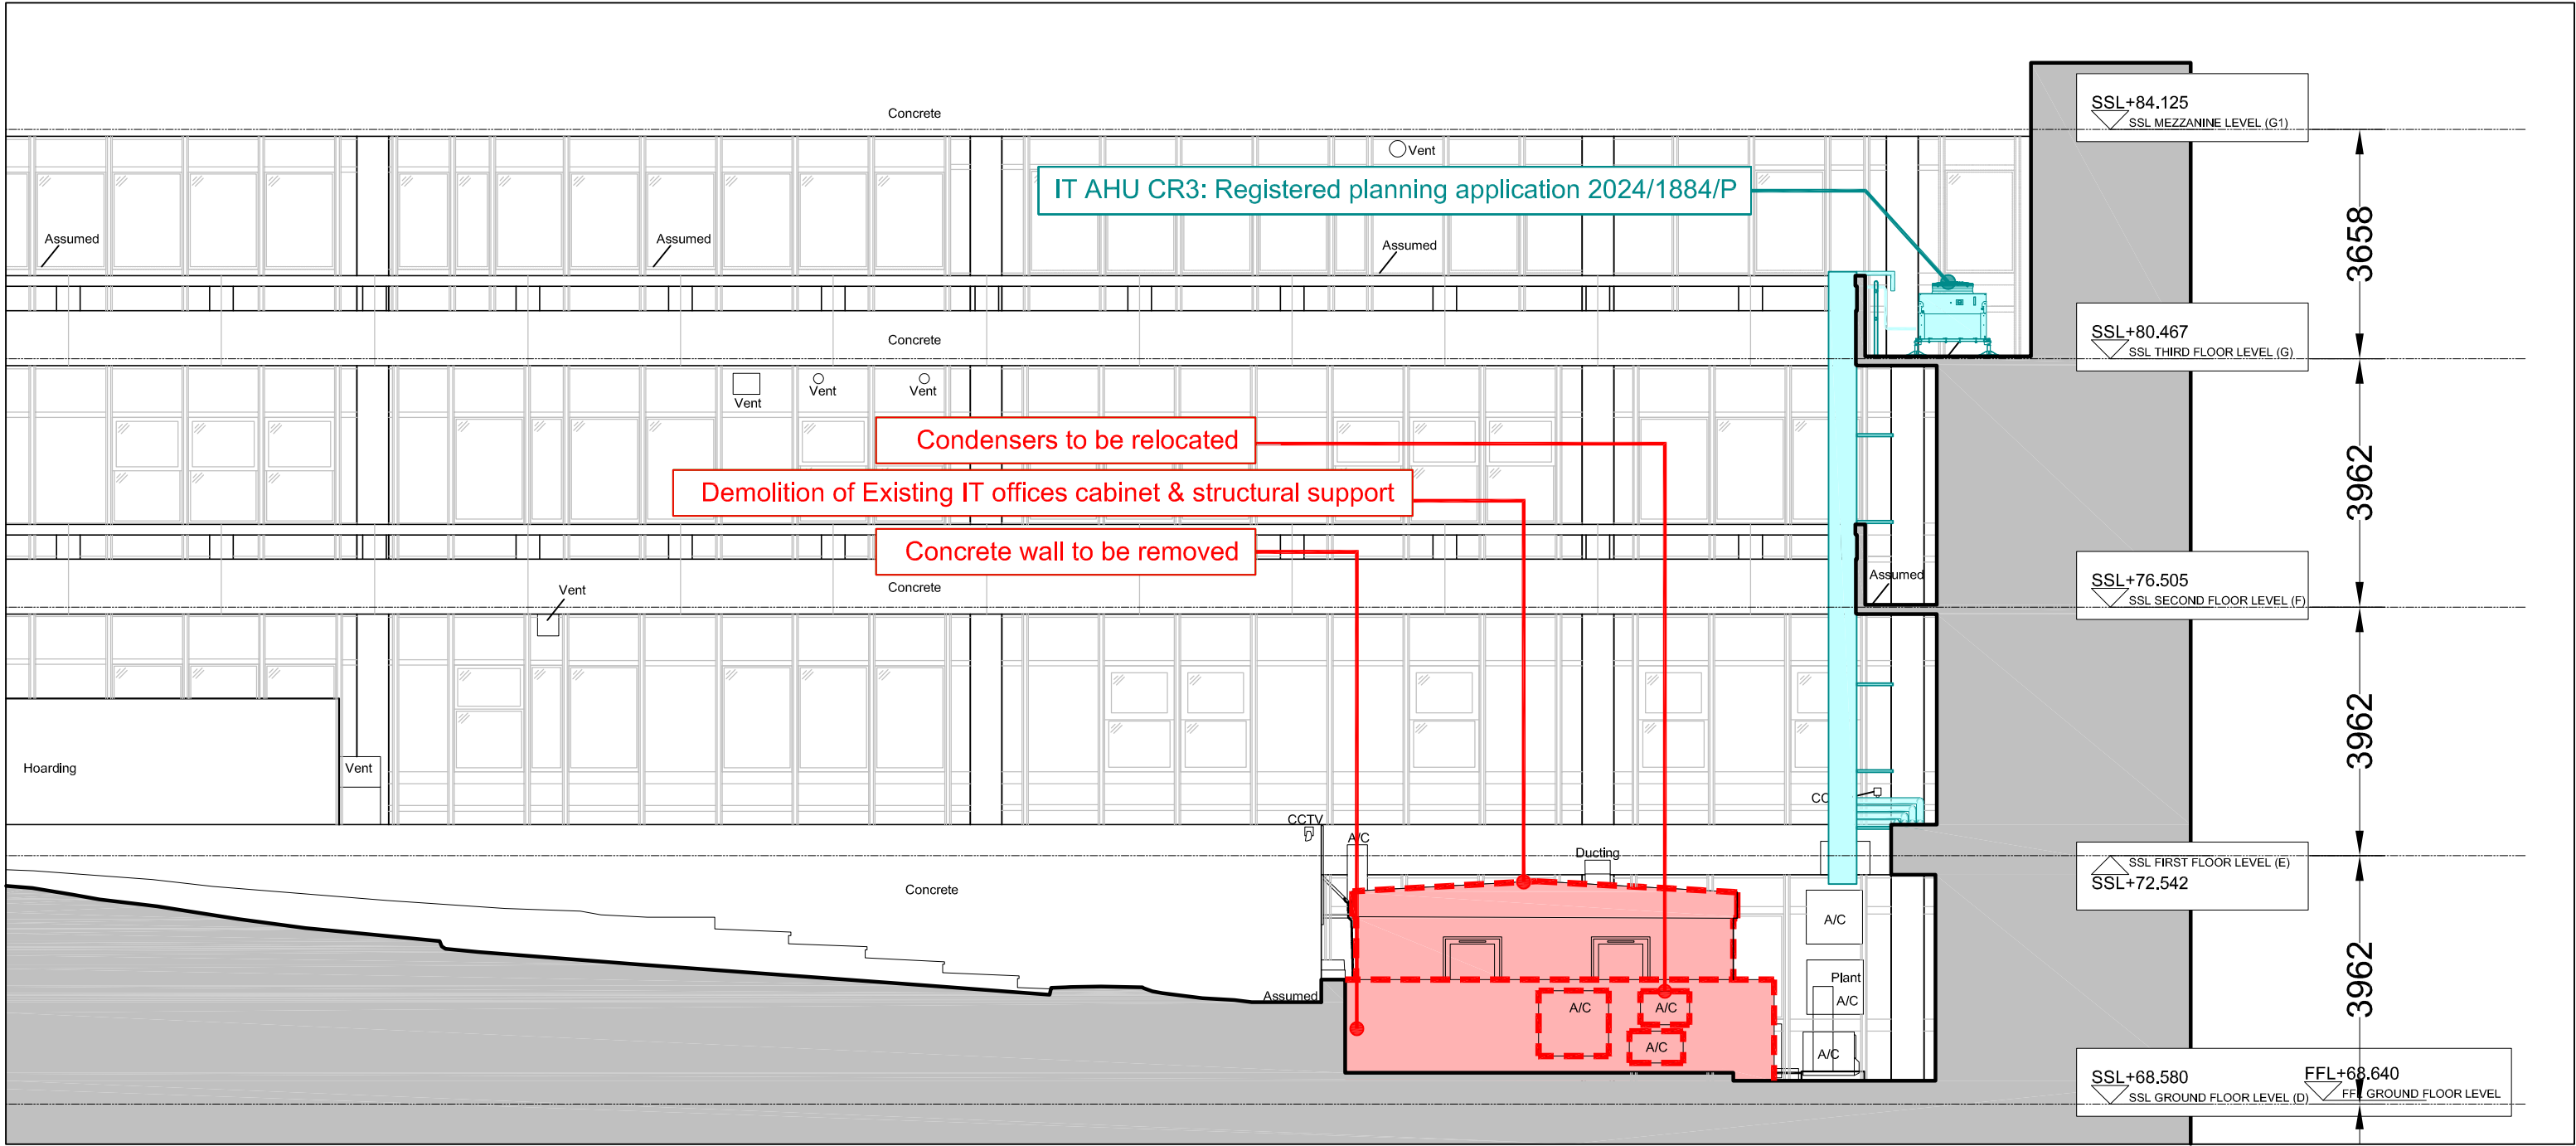 Concrete
SSL+84.125
SSL MEZZANINE LEVEL (G1)
Vent
IT AHU CR3: Registered planning application 2024/1884/P
Assumed
Assumed
Assumed
3658
Concrete
SSL+80.467
SSL THIRD FLOOR LEVEL (G)
Vent
Vent
Vent
Condensers to be relocated
3962
Demolition of Existing IT offices cabinet & structural support
Concrete wall to be removed
Concrete
Vent
Assumed
SSL+76.505
SSL SECOND FLOOR LEVEL (F)
3962
Hoarding
Vent
CCTV
A/C
Ducting
SSL FIRST FLOOR LEVEL (E)
SSL+72.542
Concrete
A/C
3962
Plant
A/C
Assumed
A/C
A/C
A/C
A/C
SSL+68.580
SSL GROUND FLOOR LEVEL (D)
FFL+68.640
FFL GROUND FLOOR LEVEL